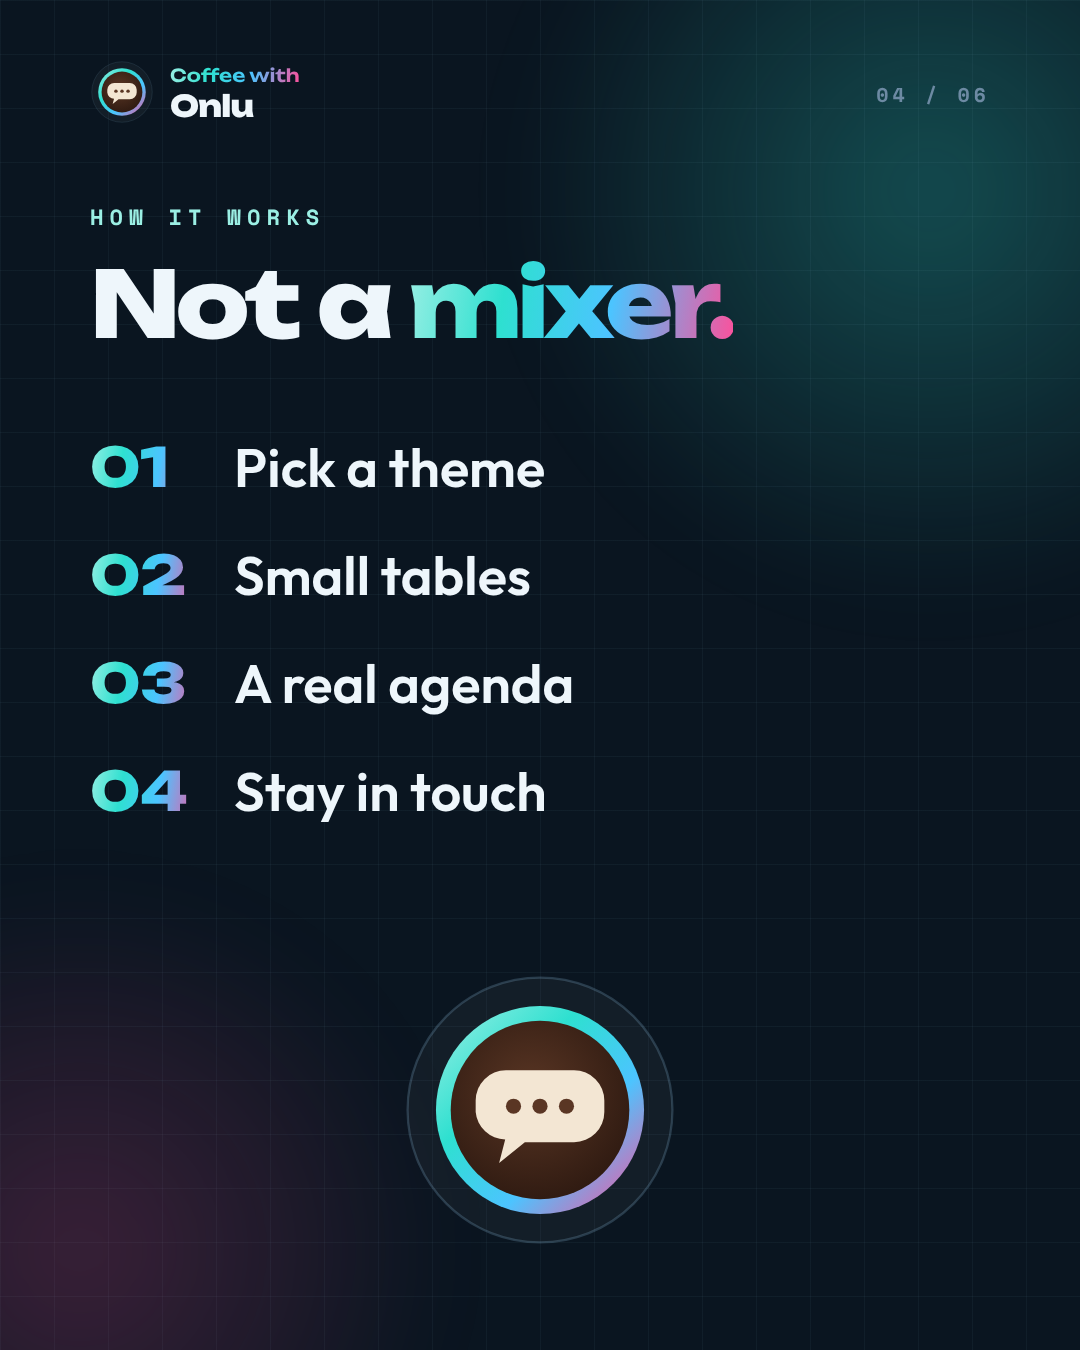 Coffee with
Onlu
04 / 06
HOW IT WORKS
Not a mixer.
01 Pick a theme
02 Small tables
03 A real agenda
04 Stay in touch